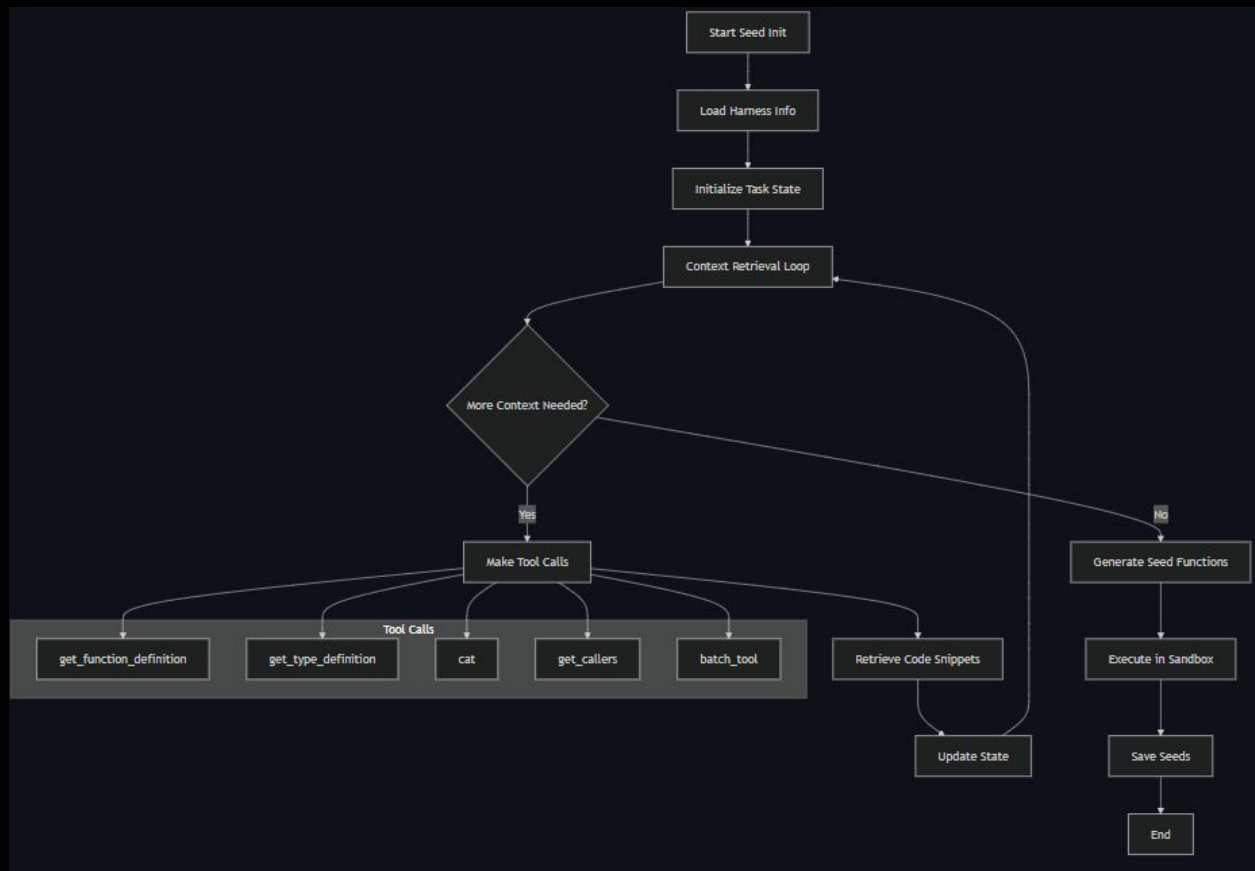 Start Seed Init
Load Harness Info
Initialize Task State
Context Retrieval Loop
More Context Needed?
Yes
No
Make Tool Calls
Generate Seed Functions
Tool Calls
get_function_definition
get_type_definition
cat
get_callers
batch_tool
Retrieve Code Snippets
Execute in Sandbox
Update State
Save Seeds
End